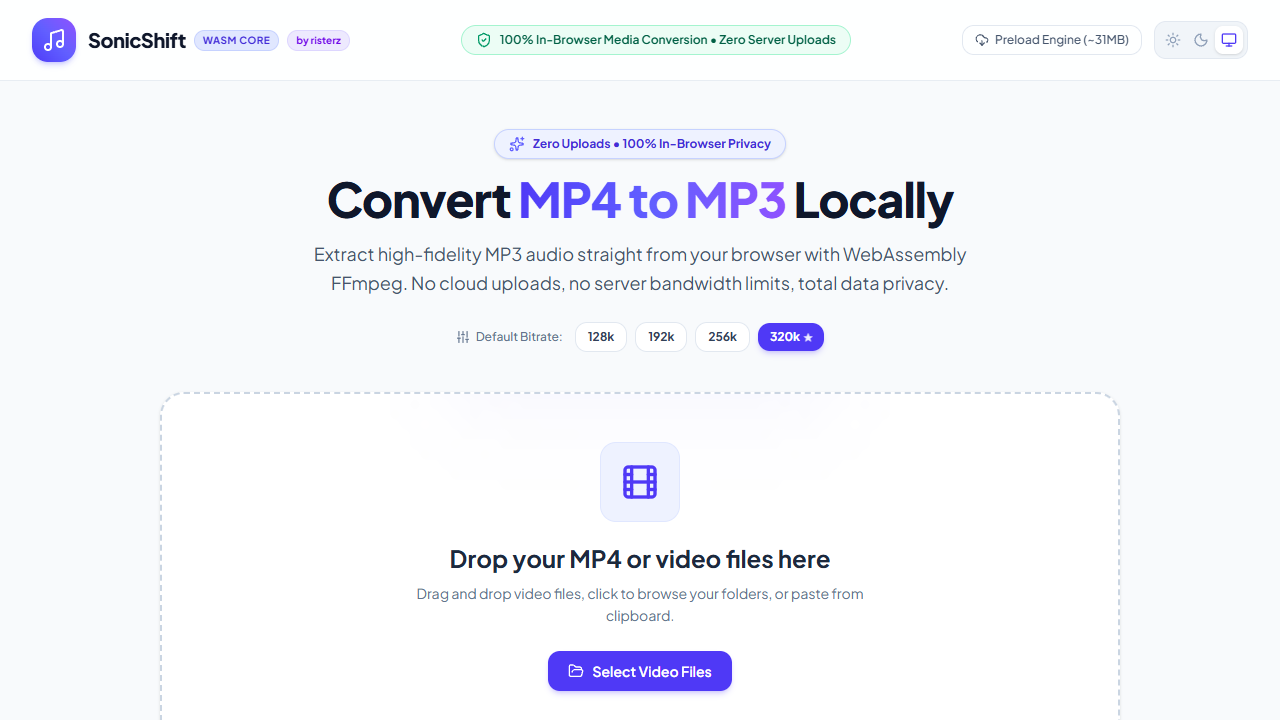 SonicShift WASM CORE by risterz
100% In-Browser Media Conversion • Zero Server Uploads
Preload Engine (~31MB)
Zero Uploads • 100% In-Browser Privacy
Convert MP4 to MP3 Locally
Extract high-fidelity MP3 audio straight from your browser with WebAssembly
FFmpeg. No cloud uploads, no server bandwidth limits, total data privacy.
Default Bitrate: 128k 192k 256k 320k ★
Drop your MP4 or video files here
Drag and drop video files, click to browse your folders, or paste from
clipboard.
Select Video Files